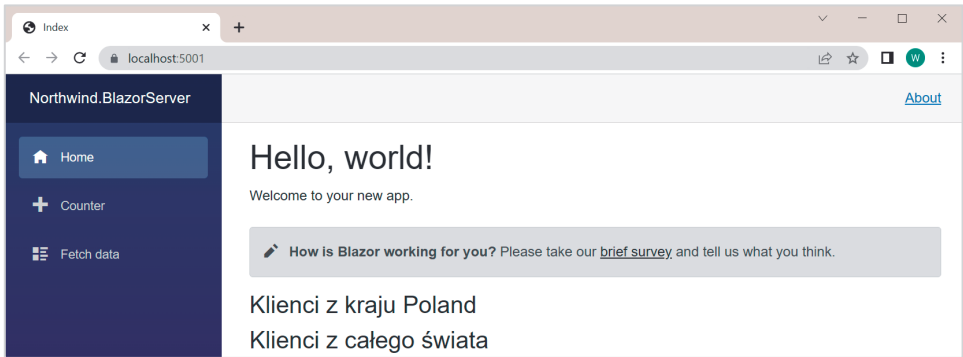 Index
localhost:5001
W
Northwind.BlazorServer
About
Home
Counter
Fetch data
Hello, world!
Welcome to your new app.
How is Blazor working for you? Please take our brief survey and tell us what you think.
Klienci z kraju Poland
Klienci z całego świata